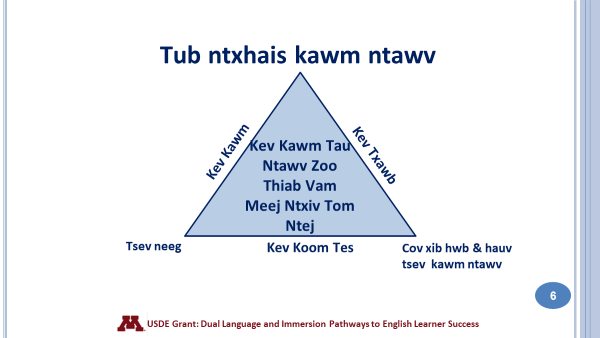 Tub ntxhais kawm ntawv
Kev Kawm
Kev Txawb
Kev Kawm Tau
Ntawv Zoo
Thiab Vam
Meej Ntxiv Tom
Ntej
Tsev neeg
Kev Koom Tes
Cov xib hwb & hauv
tsev kawm ntawv
6
USDE Grant: Dual Language and Immersion Pathways to English Learner Success